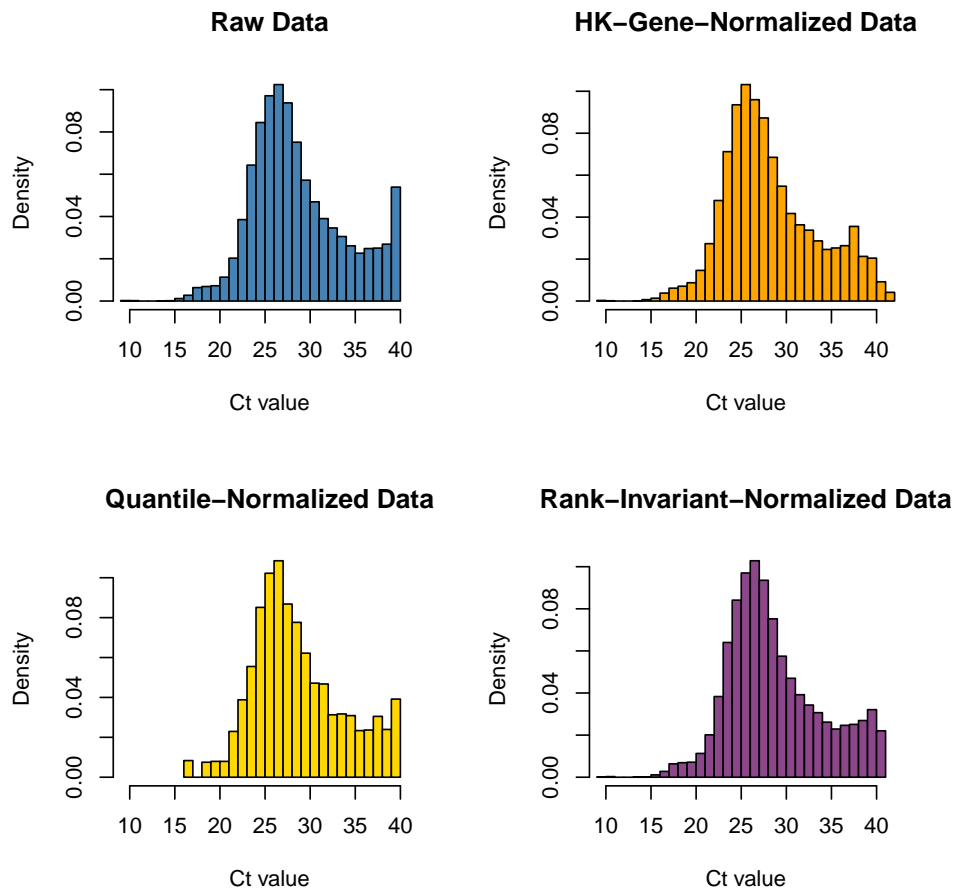 Raw Data
Density
0.00 0.04 0.08
10 15 20 25 30 35 40
Ct value
HK−Gene−Normalized Data
Density
0.00 0.04 0.08
10 15 20 25 30 35 40
Ct value
Quantile−Normalized Data
Density
0.00 0.04 0.08
10 15 20 25 30 35 40
Ct value
Rank−Invariant−Normalized Data
Density
0.00 0.04 0.08
10 15 20 25 30 35 40
Ct value